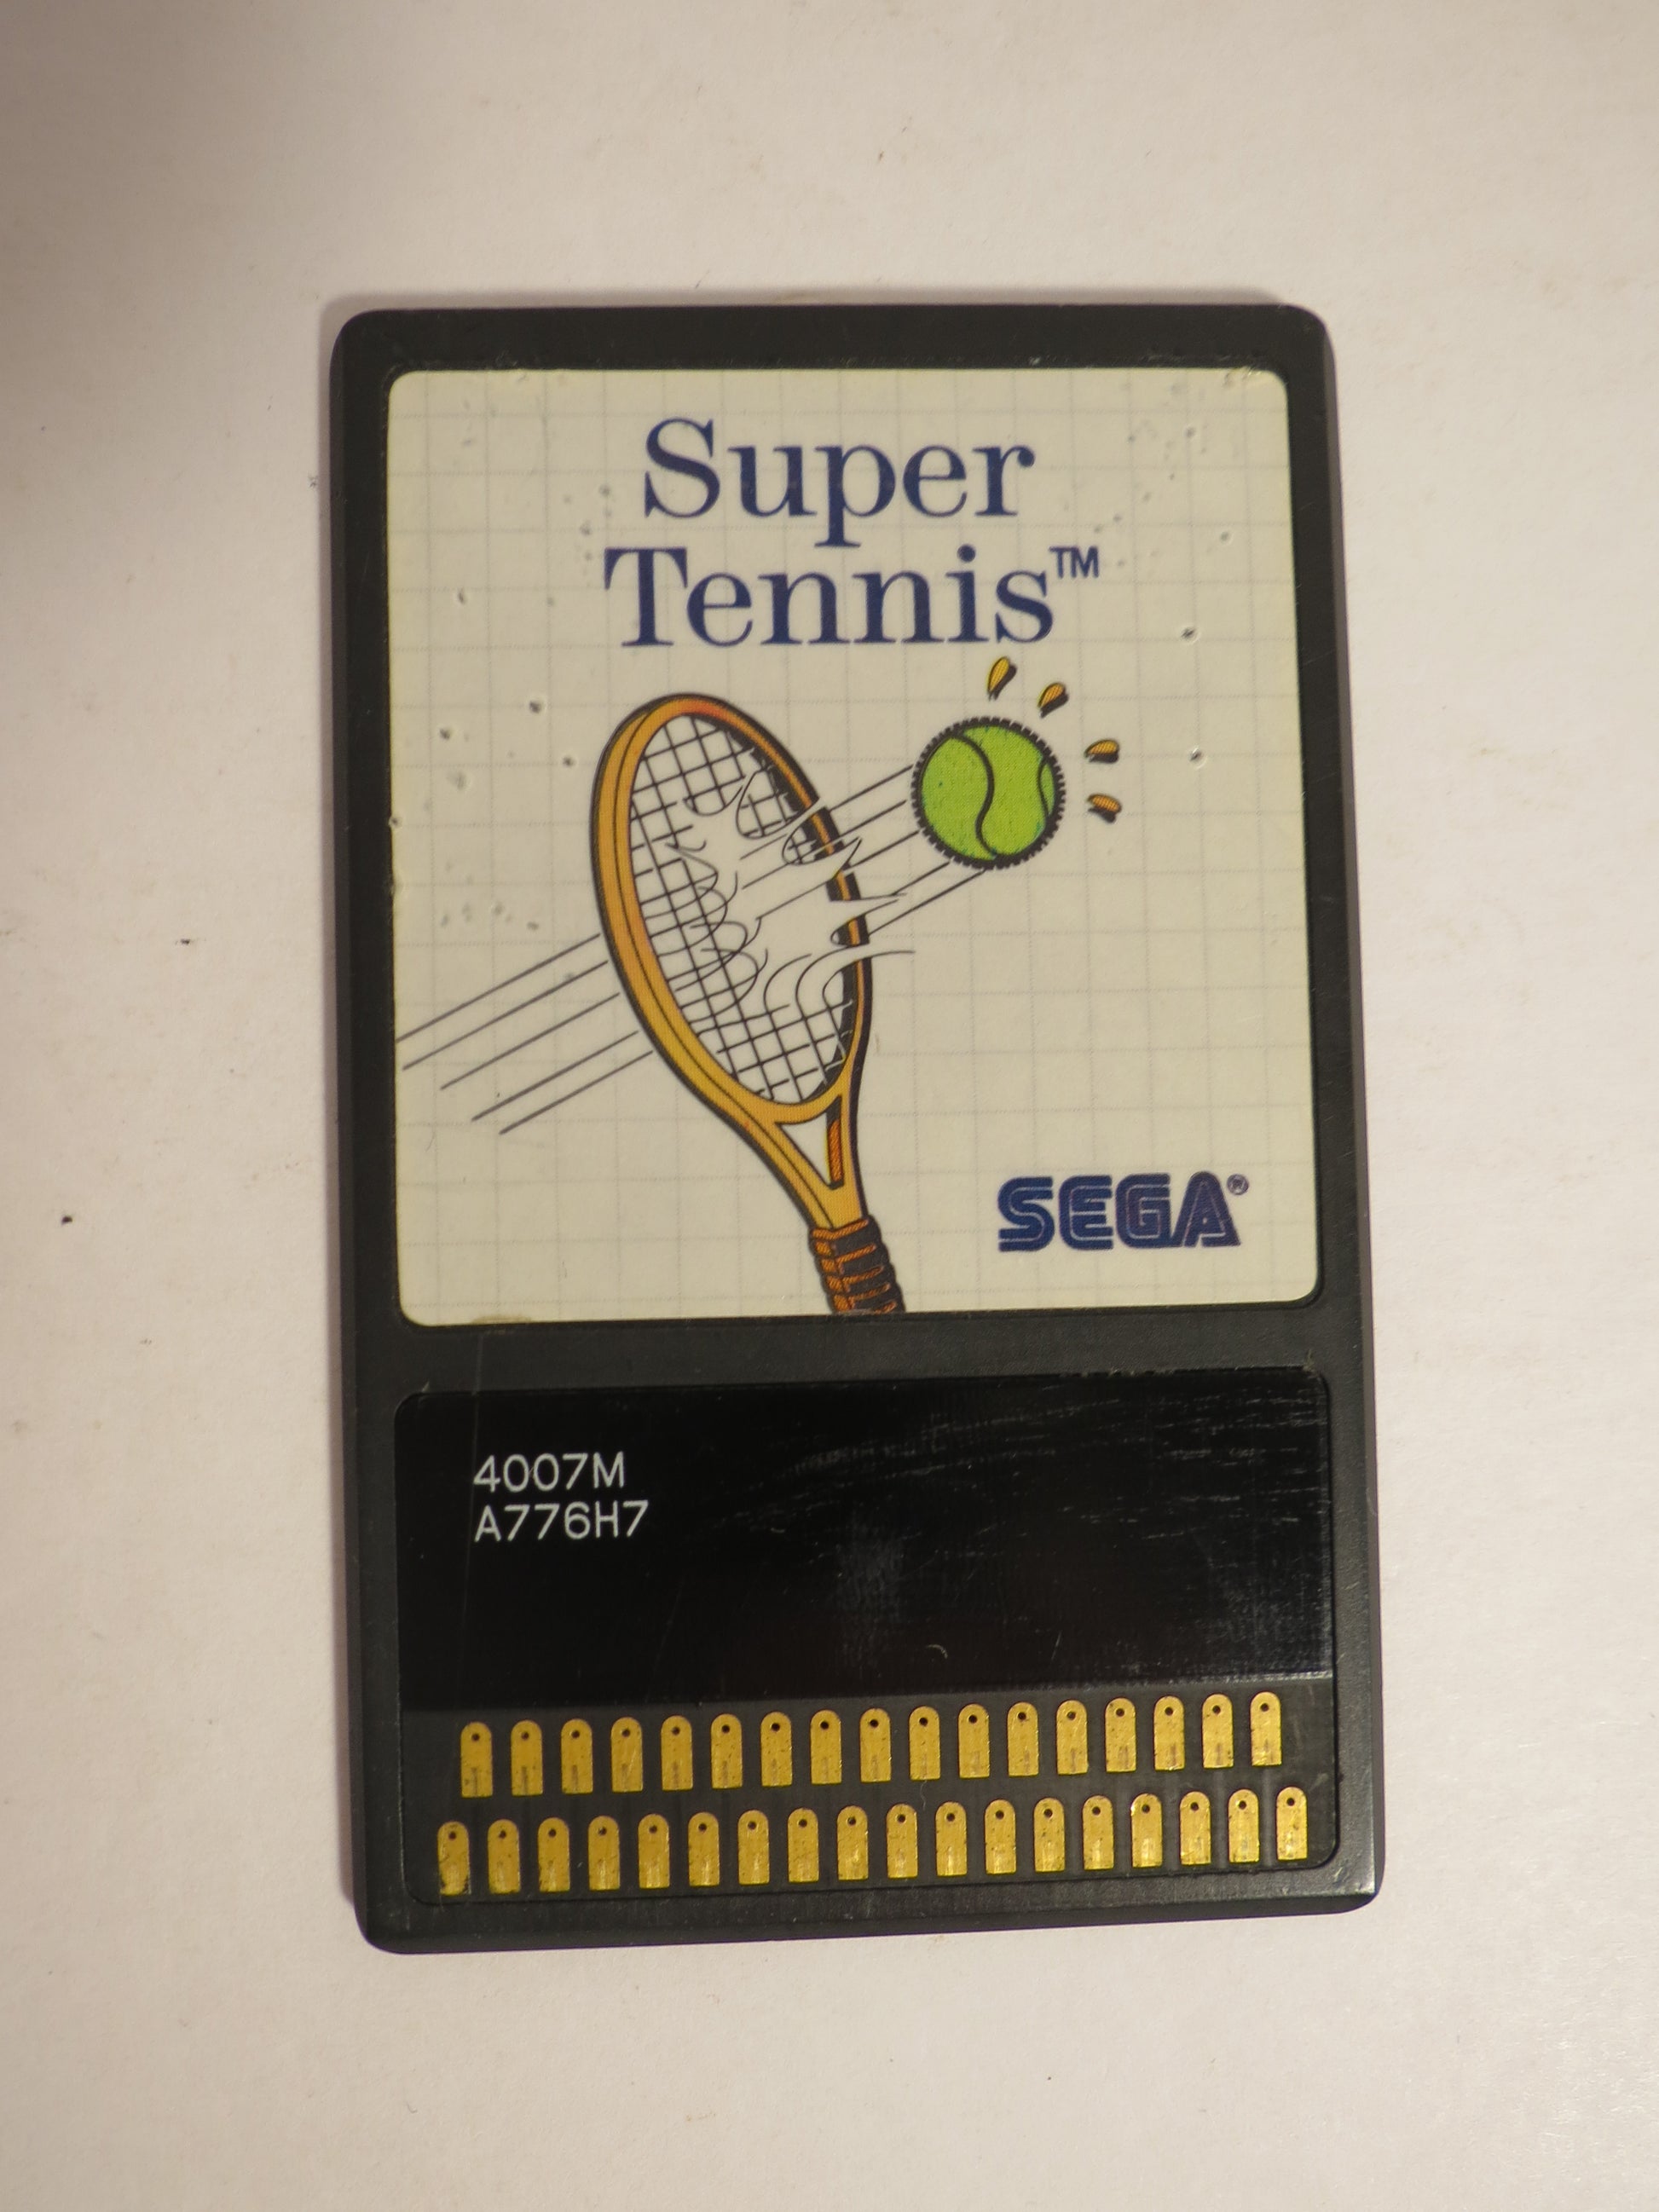 Super
Tennis™
SEGA®
4007M
A776H7